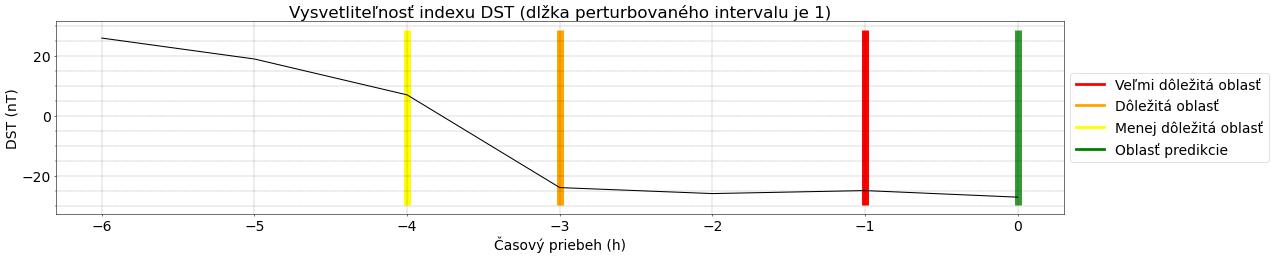 Vysvetliteľnosť indexu DST (dlžka perturbovaného intervalu je 1)
20
0
−20
DST (nT)
−6 −5 −4 −3 −2 −1 0
Časový priebeh (h)
Veľmi dôležitá oblasť
Dôležitá oblasť
Menej dôležitá oblasť
Oblasť predikcie